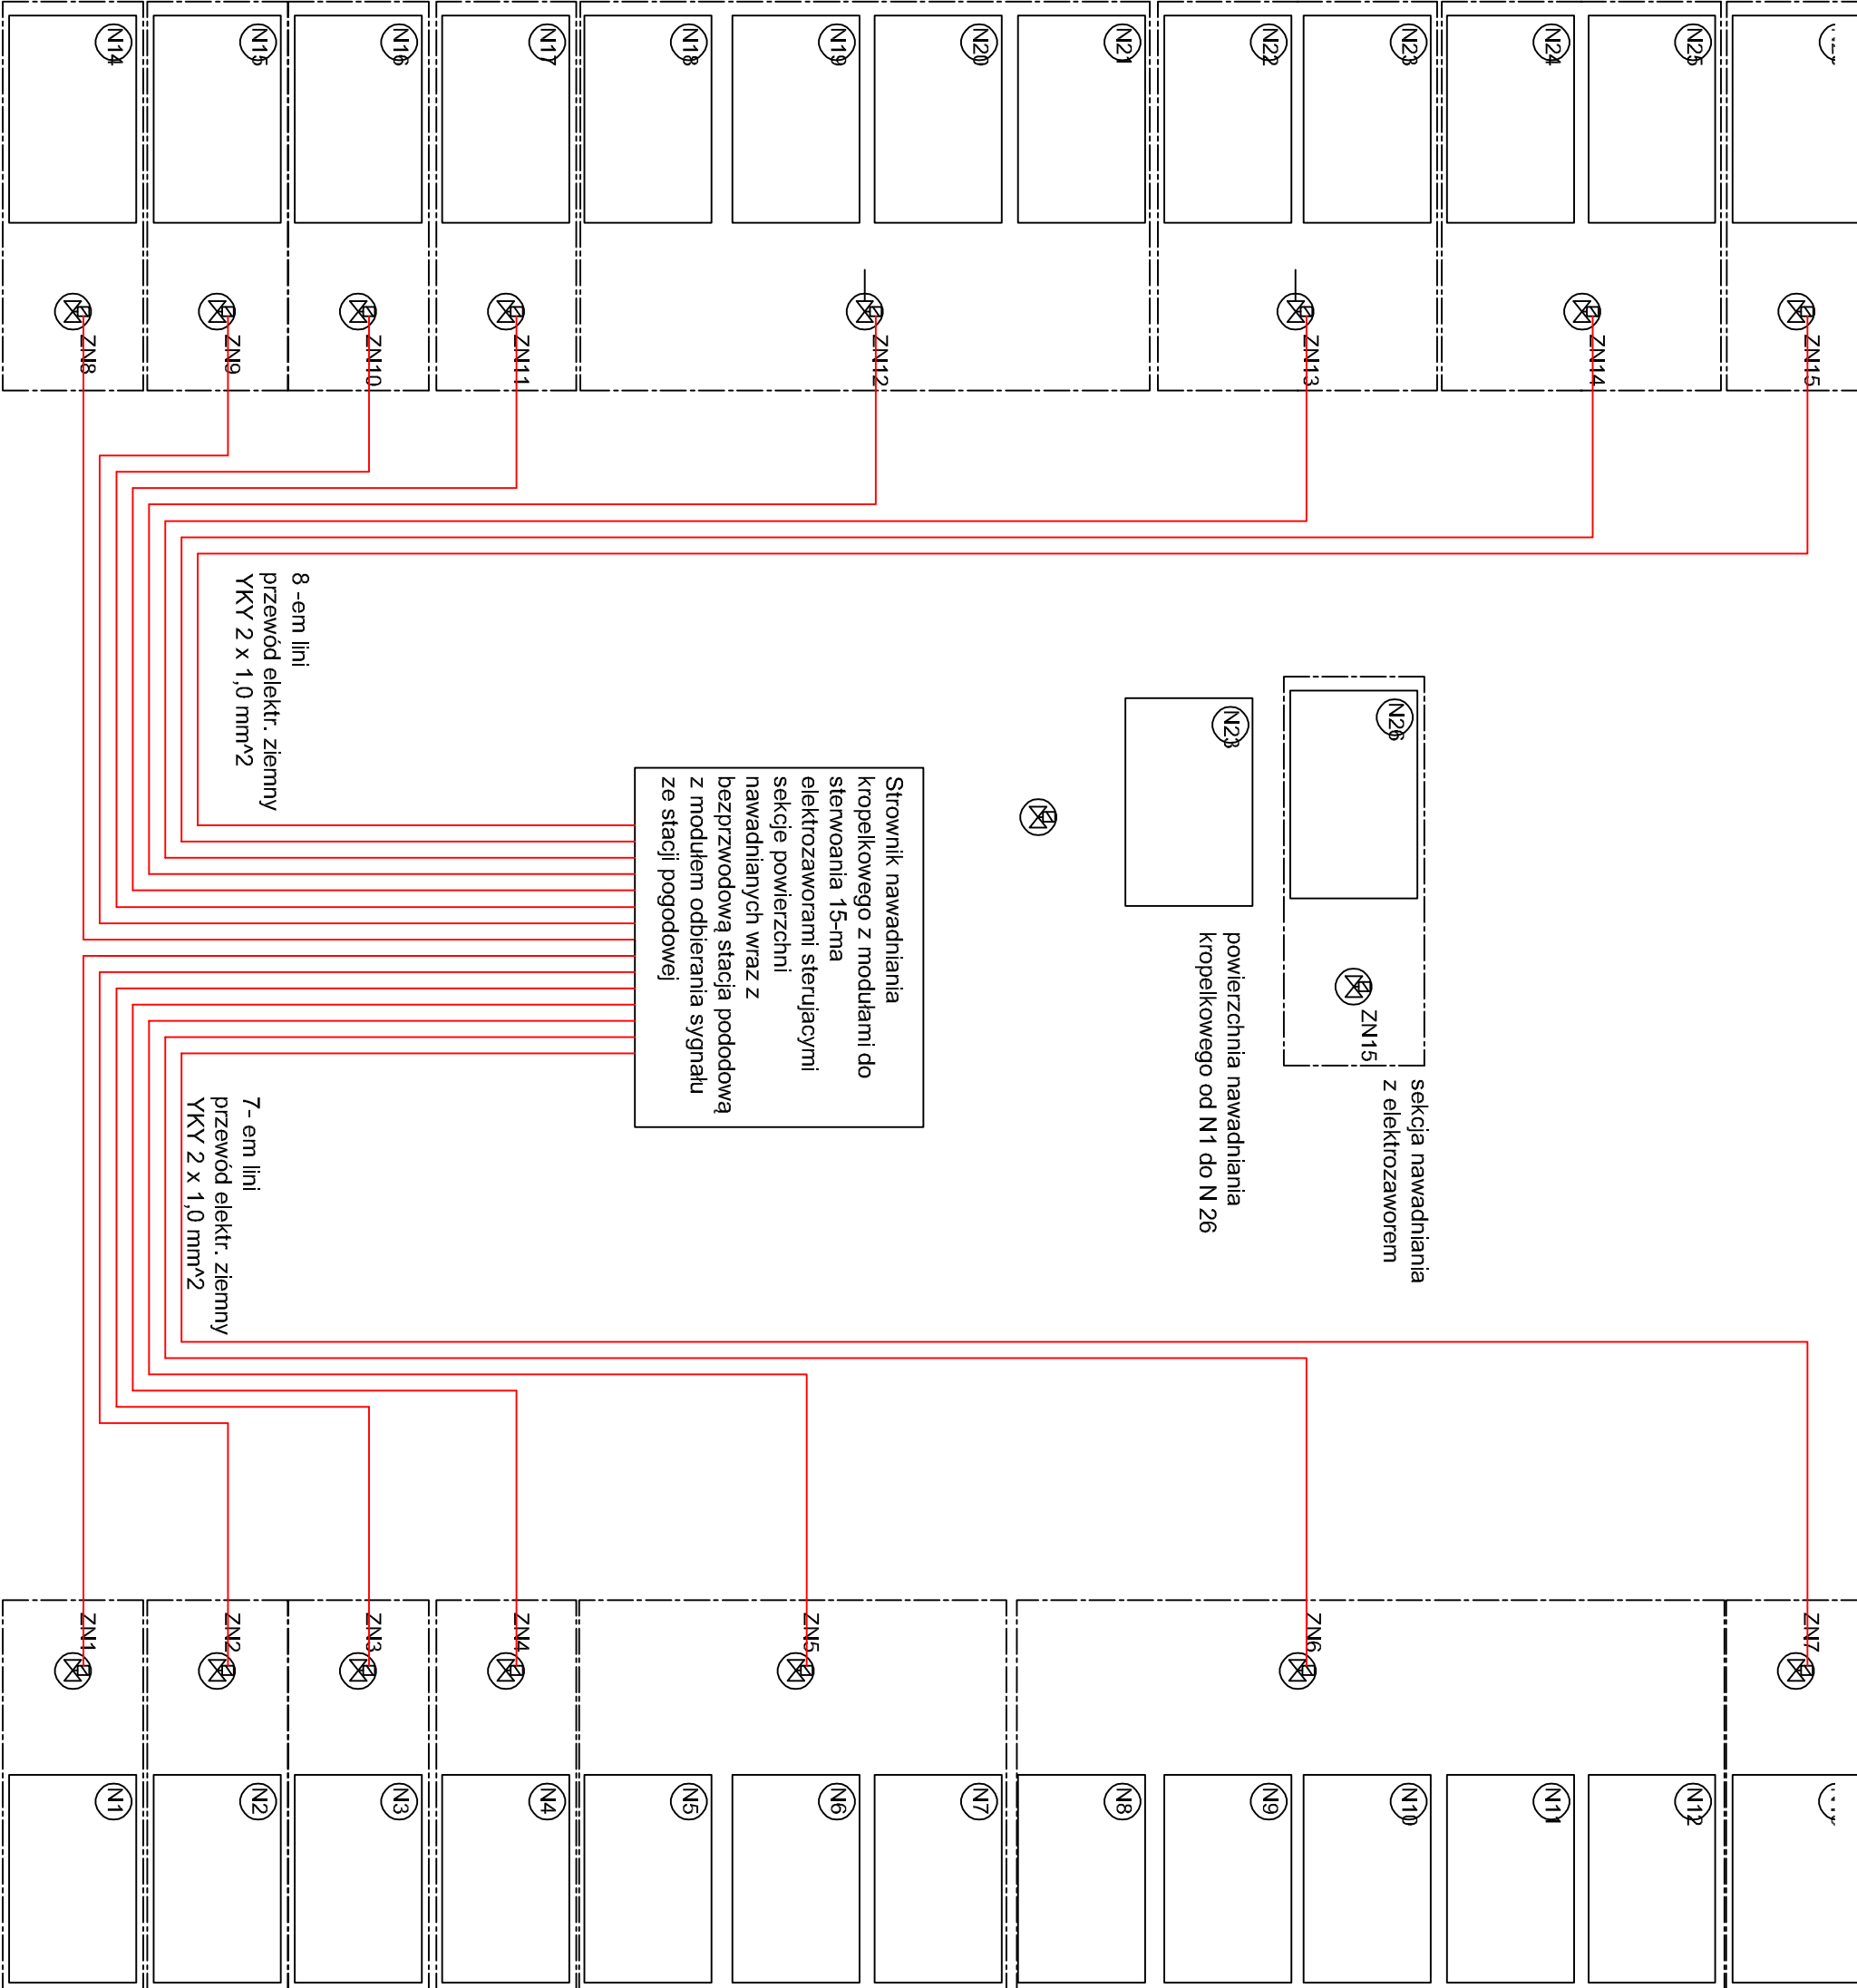 N14
N15
N16
N17
N18
N19
N20
N21
N22
N23
N24
N25
ZN8
ZN9
ZN10
ZN11
ZN12
ZN13
ZN14
ZN15
8 -em lini
przewód elektr. ziemny
YKY 2 x 1,0 mm^2
Strownik nawadniania
kropelkowego z modułami do
sterwoania 15-ma
elektrozaworami sterujacymi
sekcje powierzchni
nawadnianych wraz z
bezprzwodową stacja pododową
z modułem odbierania sygnału
ze stacji pogodowej
N23
powierzchnia nawadniania
kropelkowego od N1 do N 26
N26
ZN15
sekcja nawadniania
z elektrozaworem
7- em lini
przewód elektr. ziemny
YKY 2 x 1,0 mm^2
ZN1
ZN2
ZN3
ZN4
ZN5
ZN6
ZN7
N1
N2
N3
N4
N5
N6
N7
N8
N9
N10
N11
N12